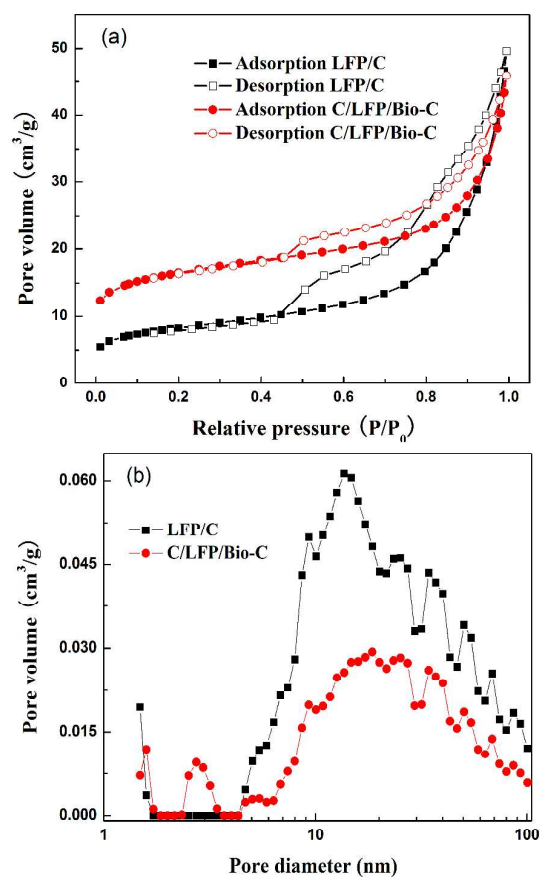 (a)
Adsorption LFP/C
Desorption LFP/C
Adsorption C/LFP/Bio-C
Desorption C/LFP/Bio-C
50
40
30
20
10
0
Pore volume (cm³/g)
0.0 0.2 0.4 0.6 0.8 1.0
Relative pressure (P/P₀)
(b)
LFP/C
C/LFP/Bio-C
0.060
0.045
0.030
0.015
0.000
Pore volume (cm³/g)
1 10 100
Pore diameter (nm)